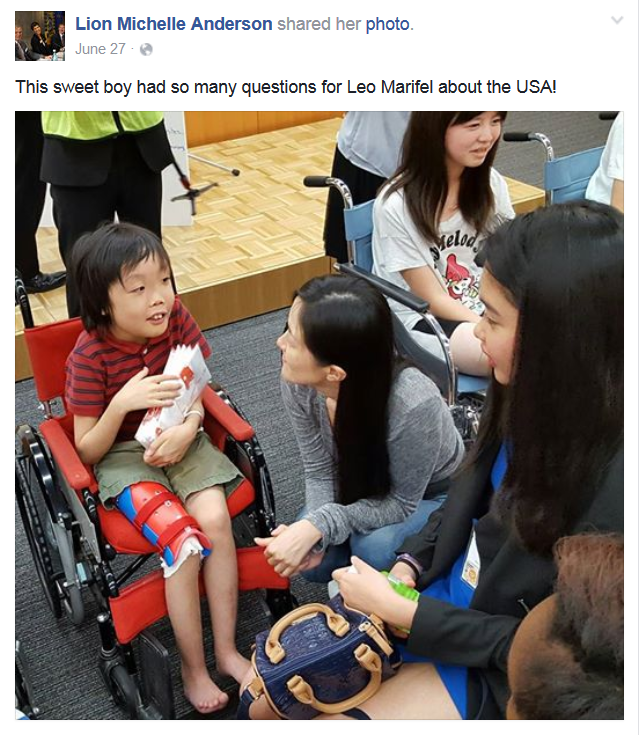 Lion Michelle Anderson shared her photo.
June 27 ·
This sweet boy had so many questions for Leo Marifel about the USA!
Melod